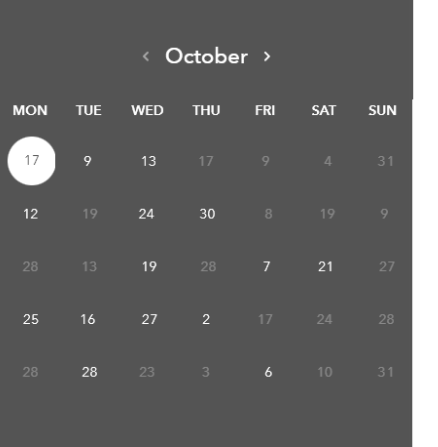 ‹ October ›
MON TUE WED THU FRI SAT SUN
17 9 13 17 9 4 31
12 19 24 30 8 19 9
28 13 19 28 7 21 27
25 16 27 2 17 24 28
28 28 23 3 6 10 31